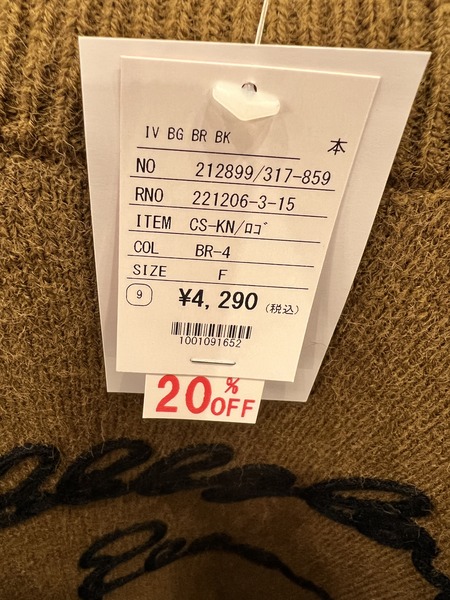 IV BG BR BK
本
NO 212899/317-859
RNO 221206-3-15
ITEM CS-KN/ﾛｺﾞ
COL BR-4
SIZE F
9 ¥4,290 (税込)
1001091652
20% OFF